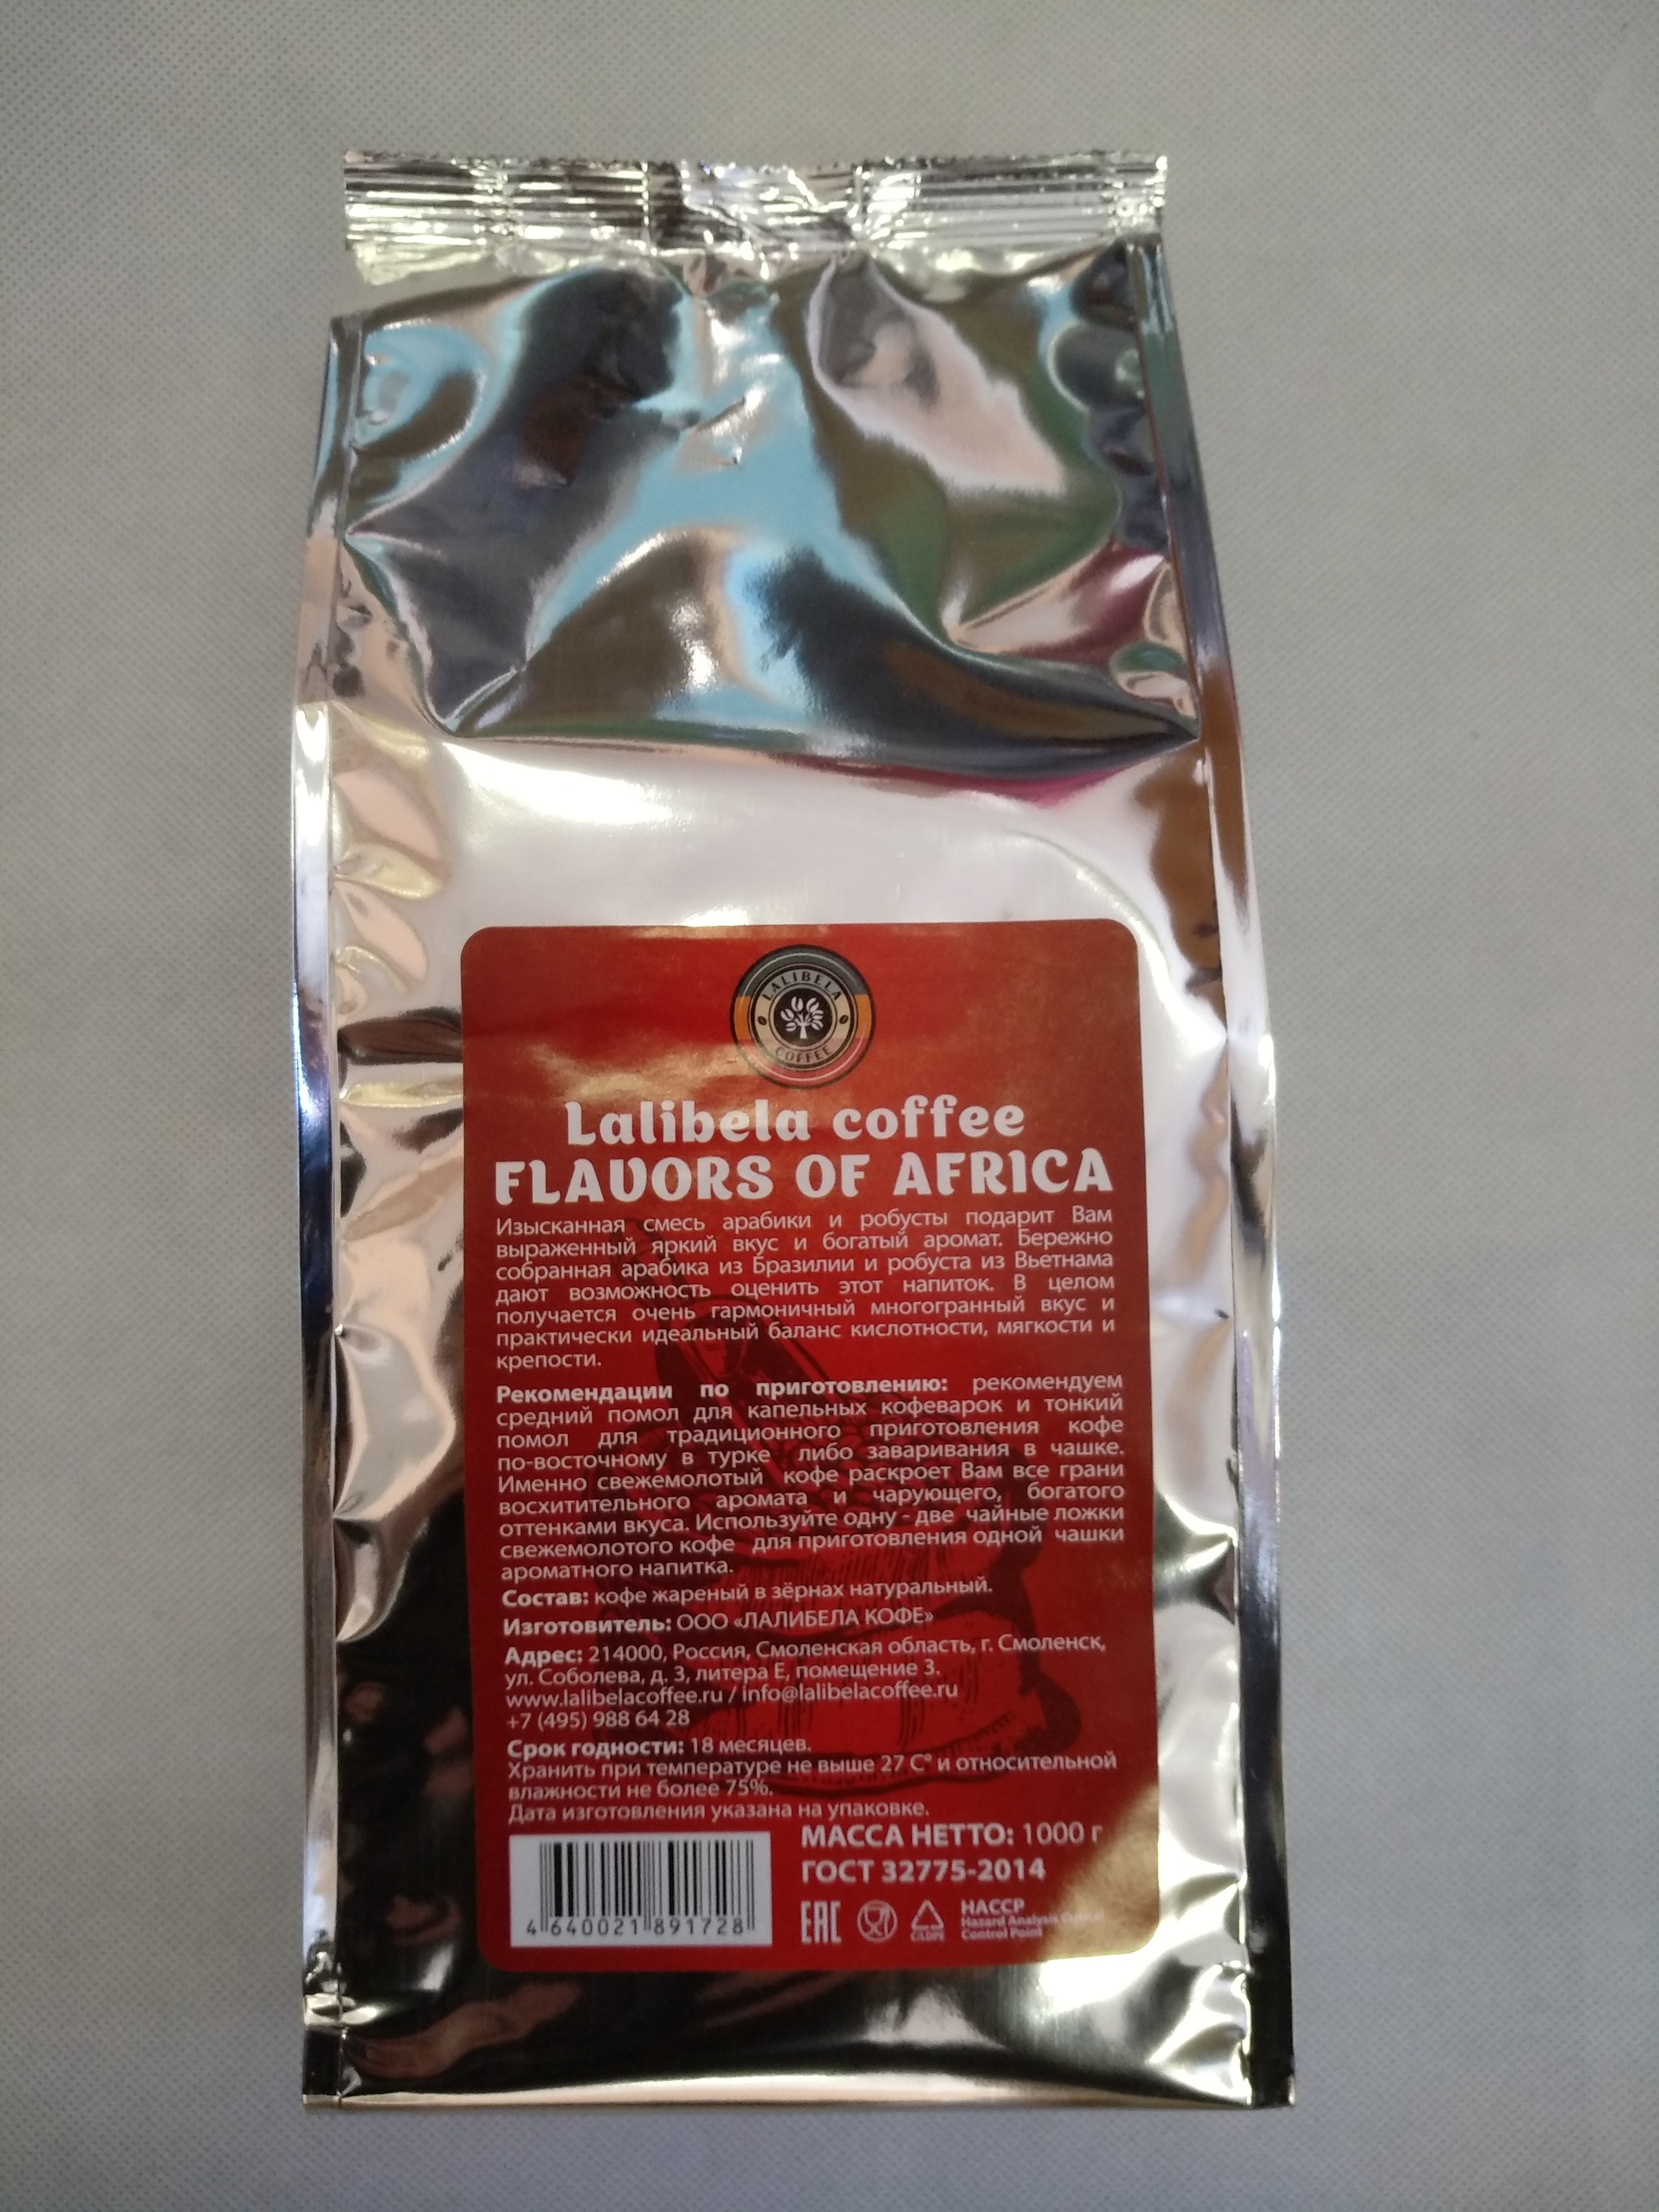 LALIBELA
COFFEE
Lalibela coffee
FLAVORS OF AFRICA
Изысканная смесь арабики и робусты подарит Вам
выраженный яркий вкус и богатый аромат. Бережно
собранная арабика из Бразилии и робуста из Вьетнама
дают возможность оценить этот напиток. В целом
получается очень гармоничный многогранный вкус и
практически идеальный баланс кислотности, мягкости и
крепости.
Рекомендации по приготовлению: рекомендуем
средний помол для капельных кофеварок и тонкий
помол для традиционного приготовления кофе
по-восточному в турке либо заваривания в чашке.
Именно свежемолотый кофе раскроет Вам все грани
восхитительного аромата и чарующего, богатого
оттенками вкуса. Используйте одну - две чайные ложки
свежемолотого кофе для приготовления одной чашки
ароматного напитка.
Состав: кофе жареный в зёрнах натуральный.
Изготовитель: ООО «ЛАЛИБЕЛА КОФЕ»
Адрес: 214000, Россия, Смоленская область, г. Смоленск,
ул. Соболева, д. 3, литера Е, помещение 3.
www.lalibelacoffee.ru / info@lalibelacoffee.ru
+7 (495) 988 64 28
Срок годности: 18 месяцев.
Хранить при температуре не выше 27 С° и относительной
влажности не более 75%.
Дата изготовления указана на упаковке.
МАССА НЕТТО: 1000 г
ГОСТ 32775-2014
4 640021 891728
EAC
C/LDPE
HACCP
Hazard Analysis Critical
Control Point